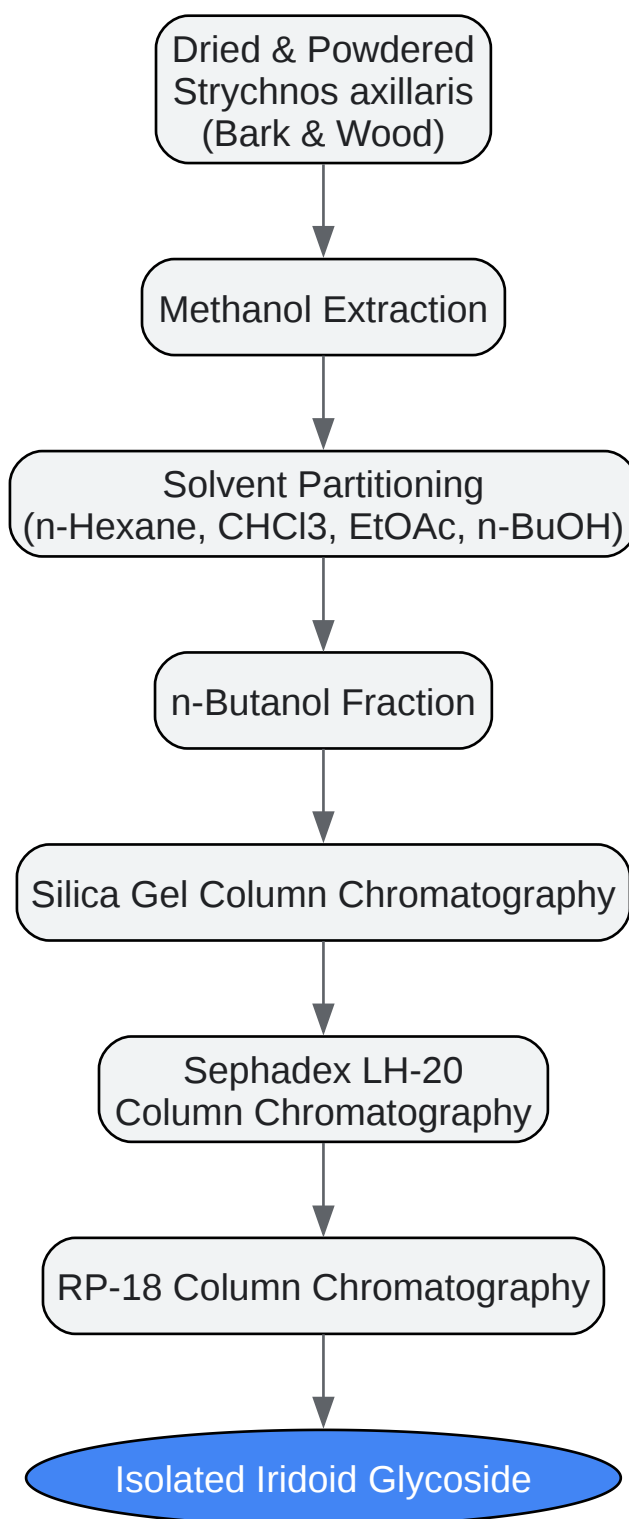 Dried & Powdered
Strychnos axillaris
(Bark & Wood)
Methanol Extraction
Solvent Partitioning
(n-Hexane, CHCl3, EtOAc, n-BuOH)
n-Butanol Fraction
Silica Gel Column Chromatography
Sephadex LH-20
Column Chromatography
RP-18 Column Chromatography
Isolated Iridoid Glycoside